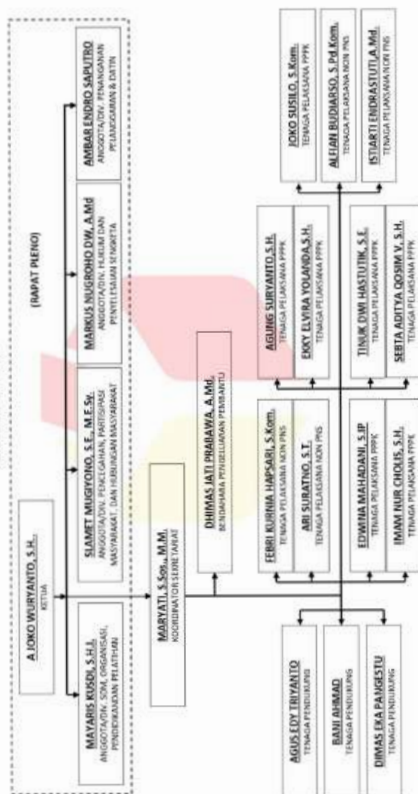 (RAPAT PLENO)
A JOKO WURYANTO, S.H.
KETUA
MAYARIS KUSDI, S.H.I.
ANGGOTA/DIV. SDM, ORGANISASI,
PENDIDIKAN DAN PELATIHAN
SLAMET MUGIYONO, S.E., M.E.Sy.
ANGGOTA/DIV. PENCEGAHAN, PARTISIPASI
MASYARAKAT, DAN HUBUNGAN MASYARAKAT
MARKUS NUGROHO DW, A.Md
ANGGOTA/DIV. HUKUM DAN
PENYELESAIAN SENGKETA
AMBAR ENDRO SAPUTRO
ANGGOTA/DIV. PENANGANAN
PELANGGARAN & DATIN
MARYATI, S.Sos., M.M.
KOORDINATOR SEKRETARIAT
DHIMAS JATI PRABAWA, A.Md.
BENDAHARA PENGELUARAN PEMBANTU
AGUS EDY TRIYANTO
TENAGA PENDUKUNG
BANI AHMAD
TENAGA PENDUKUNG
DIMAS EKA PANGESTU
TENAGA PENDUKUNG
FEBRI KURNIA HAPSARI, S.Kom.
TENAGA PELAKSANA NON PNS
ARI SURATNO, S.T.
TENAGA PELAKSANA NON PNS
EDWINA MAHADANI, S.IP
TENAGA PELAKSANA PPPK
IMAM NUR CHOLIS, S.H.
TENAGA PELAKSANA PPPK
AGUNG SURYANTO,S.H.
TENAGA PELAKSANA PPPK
EKKY ELVIRA YOLANDA,S.H.
TENAGA PELAKSANA PPPK
TINUK DWI HASTUTIK, S.E.
TENAGA PELAKSANA PPPK
SEBTA ADITYA QOSIM V., S.H.
TENAGA PELAKSANA PPPK
JOKO SUSILO, S.Kom.
TENAGA PELAKSANA PPPK
ALFIAN BUDIARSO, S.Pd.Kom.
TENAGA PELAKSANA NON PNS
ISTIARTI ENDRASTUTI,A.Md.
TENAGA PELAKSANA NON PNS